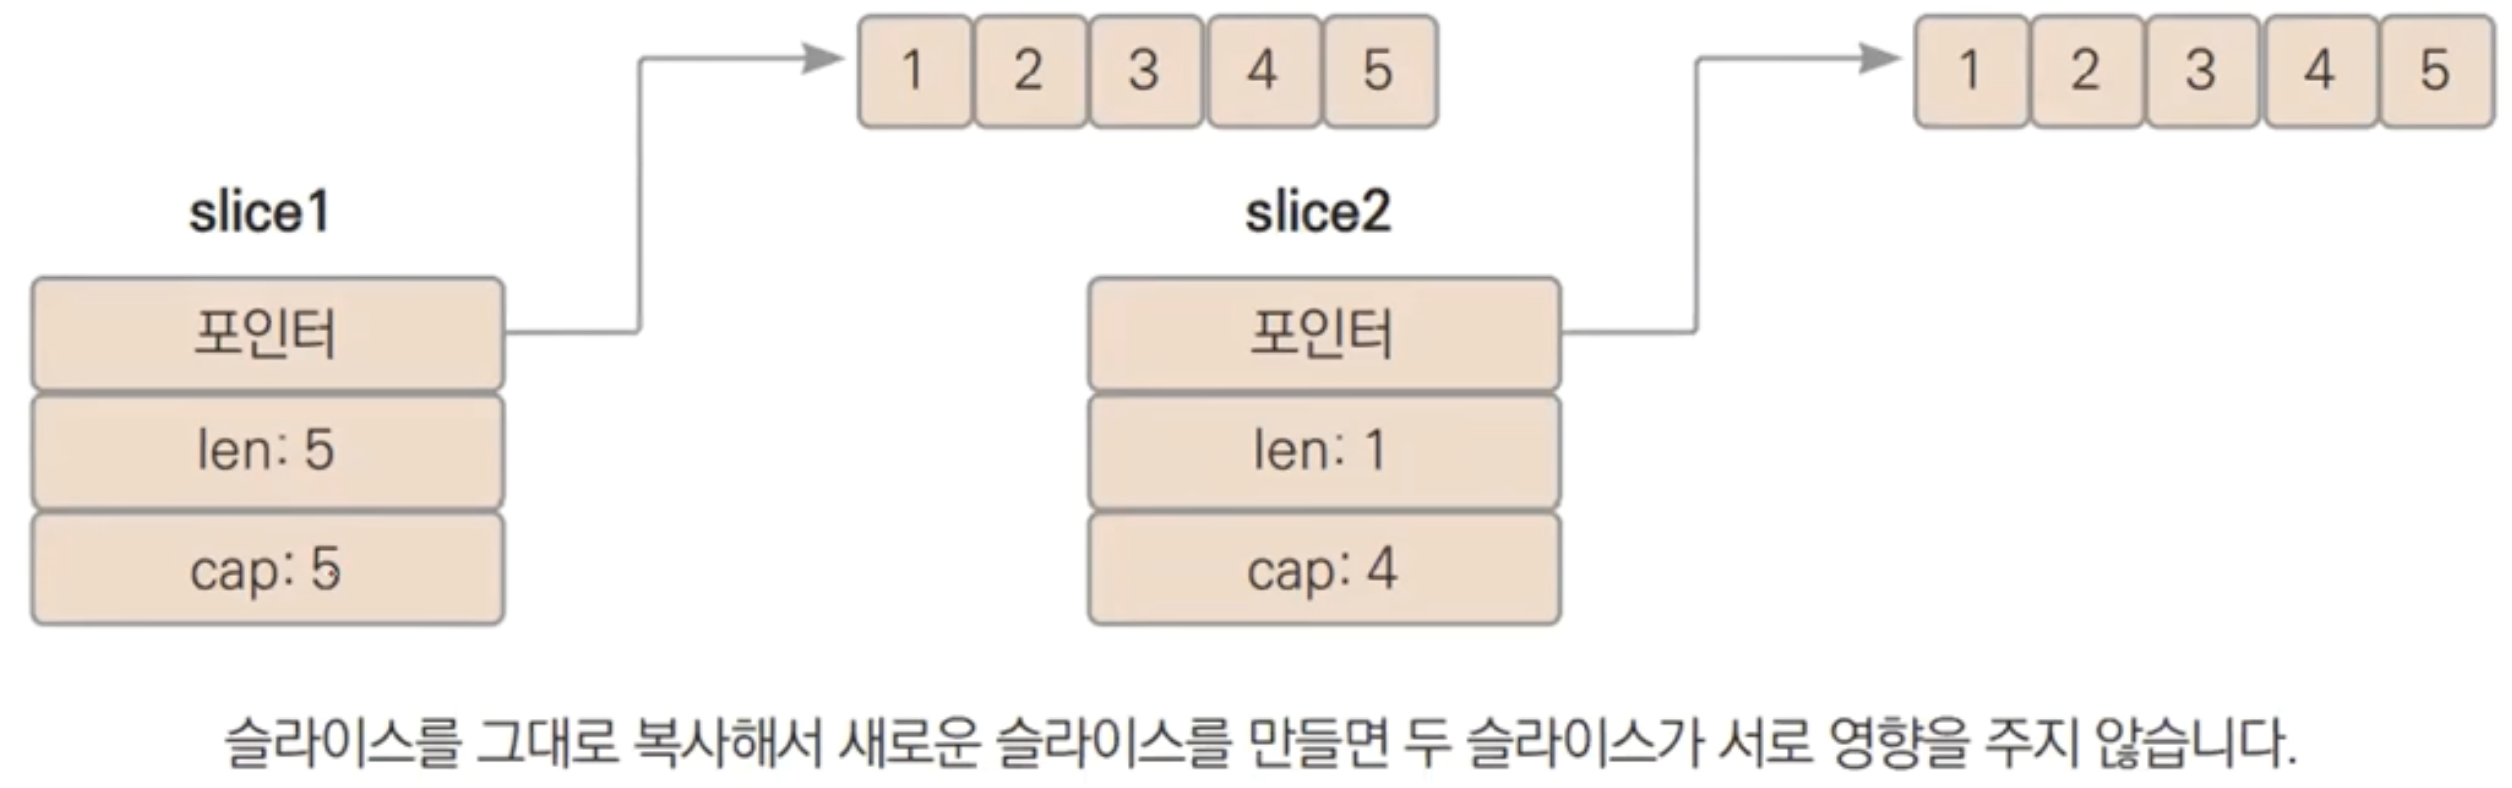 1 2 3 4 5
1 2 3 4 5
slice1
slice2
포인터
포인터
len: 5
len: 1
cap: 5
cap: 4
슬라이스를 그대로 복사해서 새로운 슬라이스를 만들면 두 슬라이스가 서로 영향을 주지 않습니다.